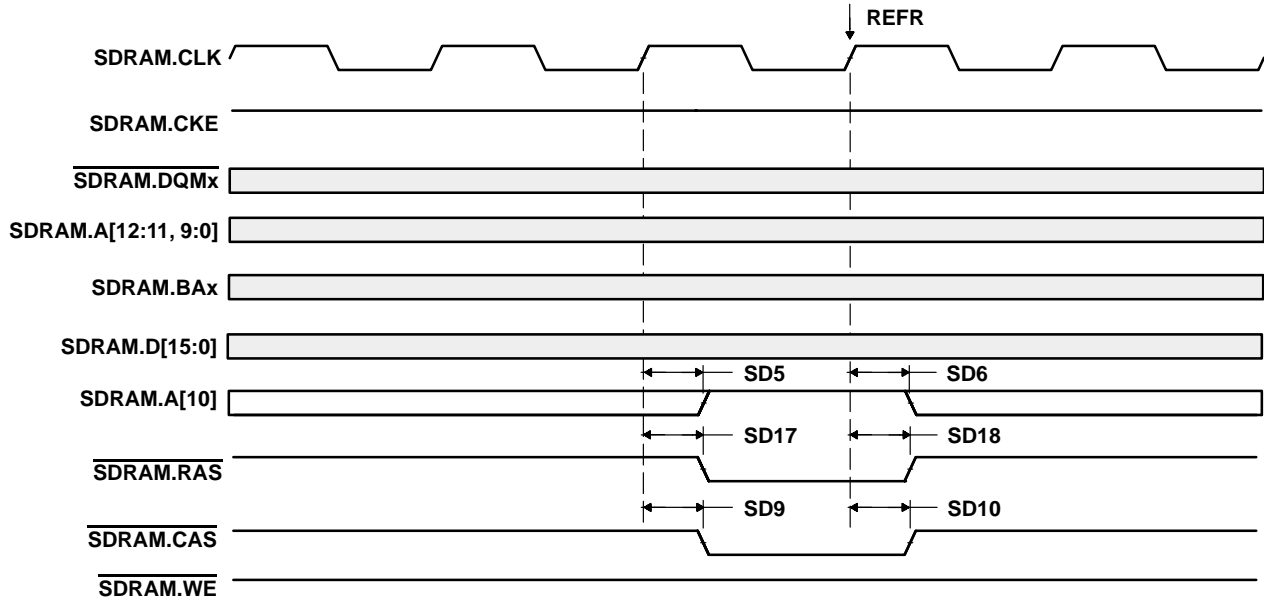 REFR
SDRAM.CLK
SDRAM.CKE
SDRAM.DQMx
SDRAM.A[12:11, 9:0]
SDRAM.BAx
SDRAM.D[15:0]
SD5 SD6
SDRAM.A[10]
SD17 SD18
SDRAM.RAS
SD9 SD10
SDRAM.CAS
SDRAM.WE